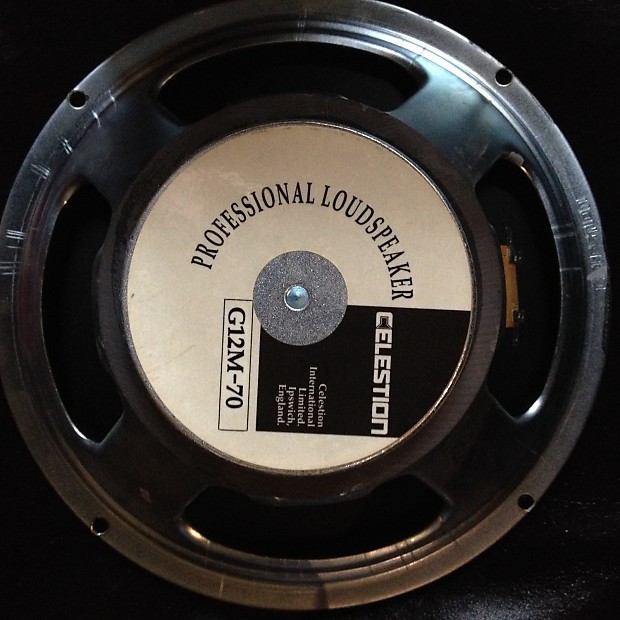 PROFESSIONAL LOUDSPEAKER
CELESTION
Celestion
International
Limited.
Ipswich,
England.
G12M-70